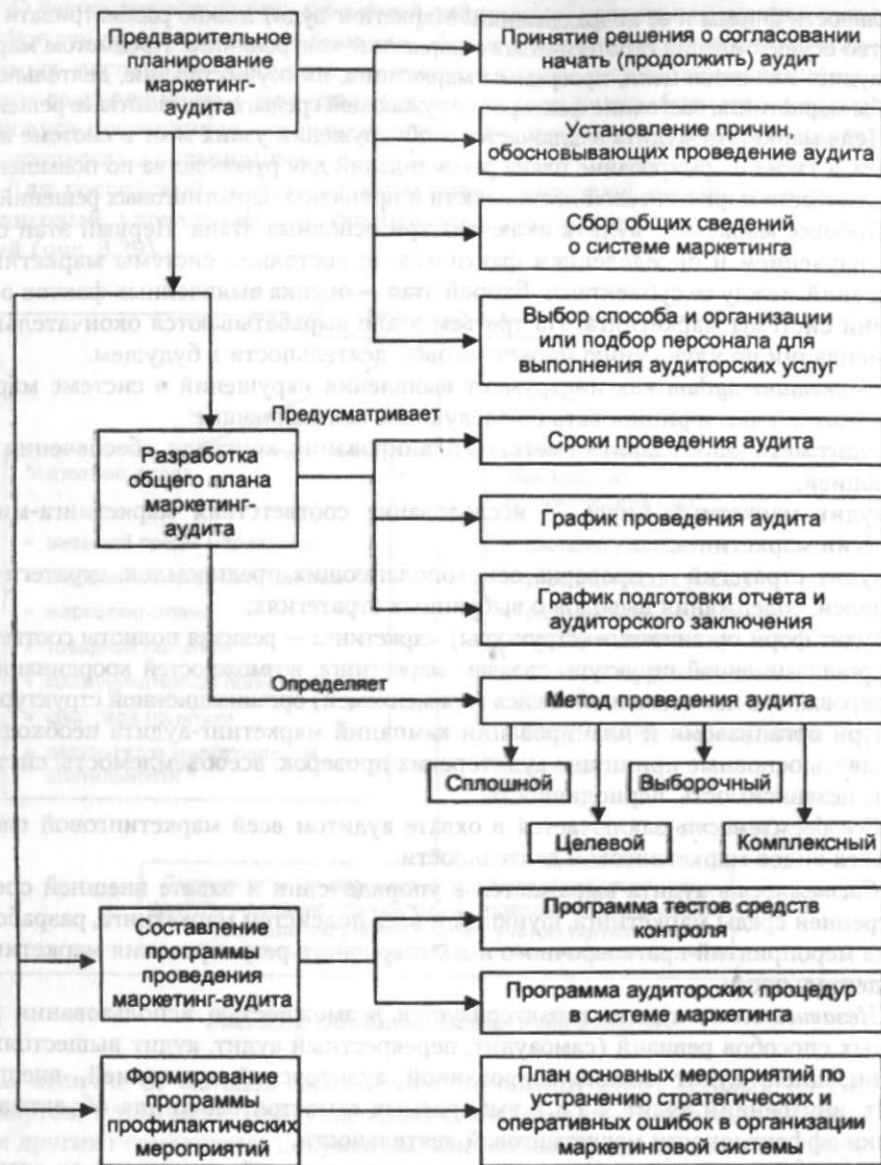 Предварительное
планирование
маркетинг-
аудита
Принятие решения о согласовании
начать (продолжить) аудит
Установление причин,
обосновывающих проведение аудита
Сбор общих сведений
о системе маркетинга
Выбор способа и организации
или подбор персонала для
выполнения аудиторских услуг
Предусматривает
Разработка
общего плана
маркетинг-
аудита
Сроки проведения аудита
График проведения аудита
График подготовки отчета и
аудиторского заключения
Определяет
Метод проведения аудита
Сплошной
Выборочный
Целевой
Комплексный
Составление
программы
проведения
маркетинг-аудита
Программа тестов средств
контроля
Программа аудиторских процедур
в системе маркетинга
Формирование
программы
профилактических
мероприятий
План основных мероприятий по
устранению стратегических и
оперативных ошибок в организации
маркетинговой системы